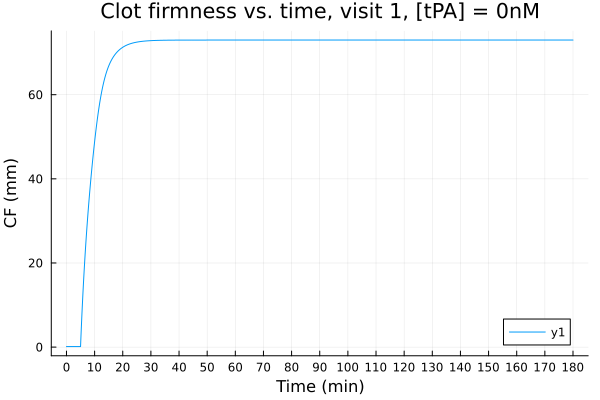 Clot firmness vs. time, visit 1, [tPA] = 0nM
CF (mm)
60
40
20
0
y1
0 10 20 30 40 50 60 70 80 90 100 110 120 130 140 150 160 170 180
Time (min)